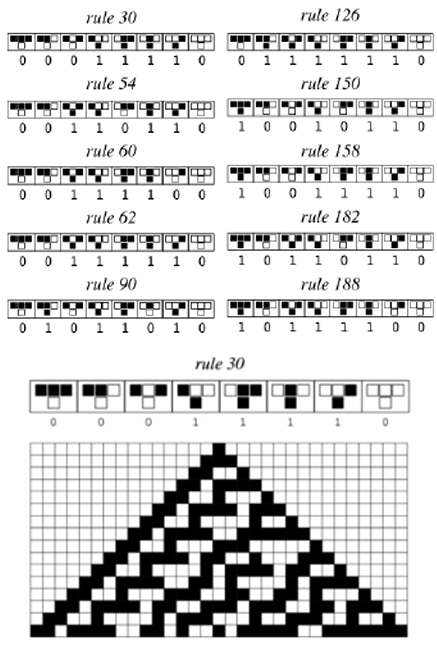 rule 30
0 0 0 1 1 1 1 0
rule 126
0 1 1 1 1 1 1 0
rule 54
0 0 1 1 0 1 1 0
rule 150
1 0 0 1 0 1 1 0
rule 60
0 0 1 1 1 1 0 0
rule 158
1 0 0 1 1 1 1 0
rule 62
0 0 1 1 1 1 1 0
rule 182
1 0 1 1 0 1 1 0
rule 90
0 1 0 1 1 0 1 0
rule 188
1 0 1 1 1 1 0 0
rule 30
0 0 0 1 1 1 1 0